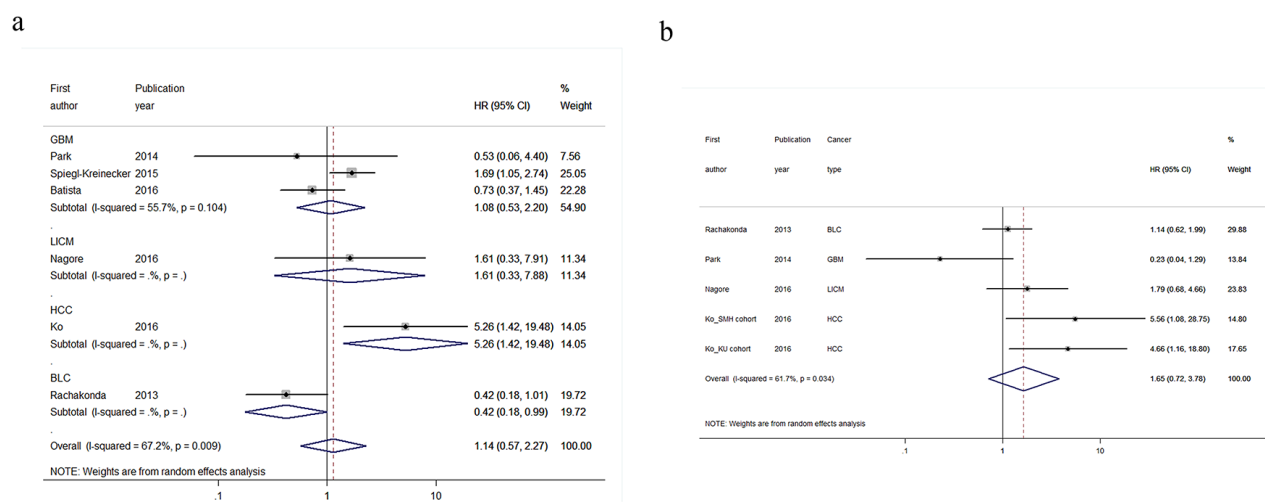 a
First Publication %
author year HR (95% CI) Weight
GBM
Park 2014 0.53 (0.06, 4.40) 7.56
Spiegl-Kreinecker 2015 1.69 (1.05, 2.74) 25.05
Batista 2016 0.73 (0.37, 1.45) 22.28
Subtotal (I-squared = 55.7%, p = 0.104) 1.08 (0.53, 2.20) 54.90
.
LICM
Nagore 2016 1.61 (0.33, 7.91) 11.34
Subtotal (I-squared = .%, p = .) 1.61 (0.33, 7.88) 11.34
.
HCC
Ko 2016 5.26 (1.42, 19.48) 14.05
Subtotal (I-squared = .%, p = .) 5.26 (1.42, 19.48) 14.05
.
BLC
Rachakonda 2013 0.42 (0.18, 1.01) 19.72
Subtotal (I-squared = .%, p = .) 0.42 (0.18, 0.99) 19.72
.
Overall (I-squared = 67.2%, p = 0.009) 1.14 (0.57, 2.27) 100.00
NOTE: Weights are from random effects analysis
.1 1 10
b
First Publication Cancer %
author year type HR (95% CI) Weight
Rachakonda 2013 BLC 1.14 (0.62, 1.99) 29.88
Park 2014 GBM 0.23 (0.04, 1.29) 13.84
Nagore 2016 LICM 1.79 (0.68, 4.66) 23.83
Ko_SMH cohort 2016 HCC 5.56 (1.08, 28.75) 14.80
Ko_KU cohort 2016 HCC 4.66 (1.16, 18.80) 17.65
Overall (I-squared = 61.7%, p = 0.034) 1.65 (0.72, 3.78) 100.00
NOTE: Weights are from random effects analysis
.1 1 10